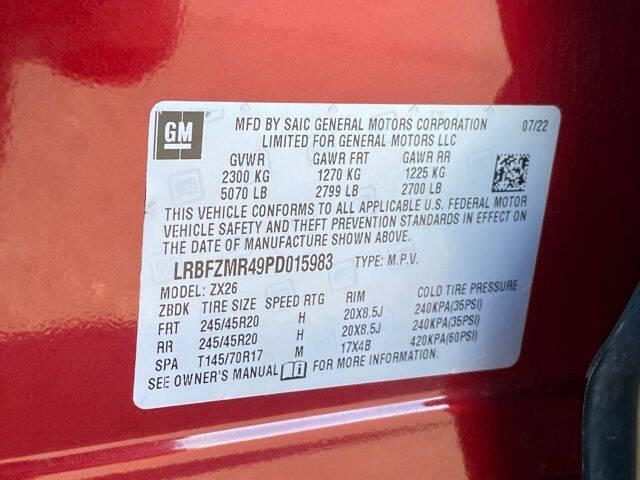 GM
MFD BY SAIC GENERAL MOTORS CORPORATION 07/22
LIMITED FOR GENERAL MOTORS LLC
GVWR GAWR FRT GAWR RR
2300 KG 1270 KG 1225 KG
5070 LB 2799 LB 2700 LB
THIS VEHICLE CONFORMS TO ALL APPLICABLE U.S. FEDERAL MOTOR
VEHICLE SAFETY AND THEFT PREVENTION STANDARDS IN EFFECT ON
THE DATE OF MANUFACTURE SHOWN ABOVE.
LRBFZMR49PD015983 TYPE: M.P.V.
MODEL: ZX26
ZBDK TIRE SIZE SPEED RTG RIM COLD TIRE PRESSURE
FRT 245/45R20 H 20X8.5J 240KPA(35PSI)
RR 245/45R20 H 20X8.5J 240KPA(35PSI)
SPA T145/70R17 M 17X4B 420KPA(60PSI)
SEE OWNER'S MANUAL FOR MORE INFORMATION.